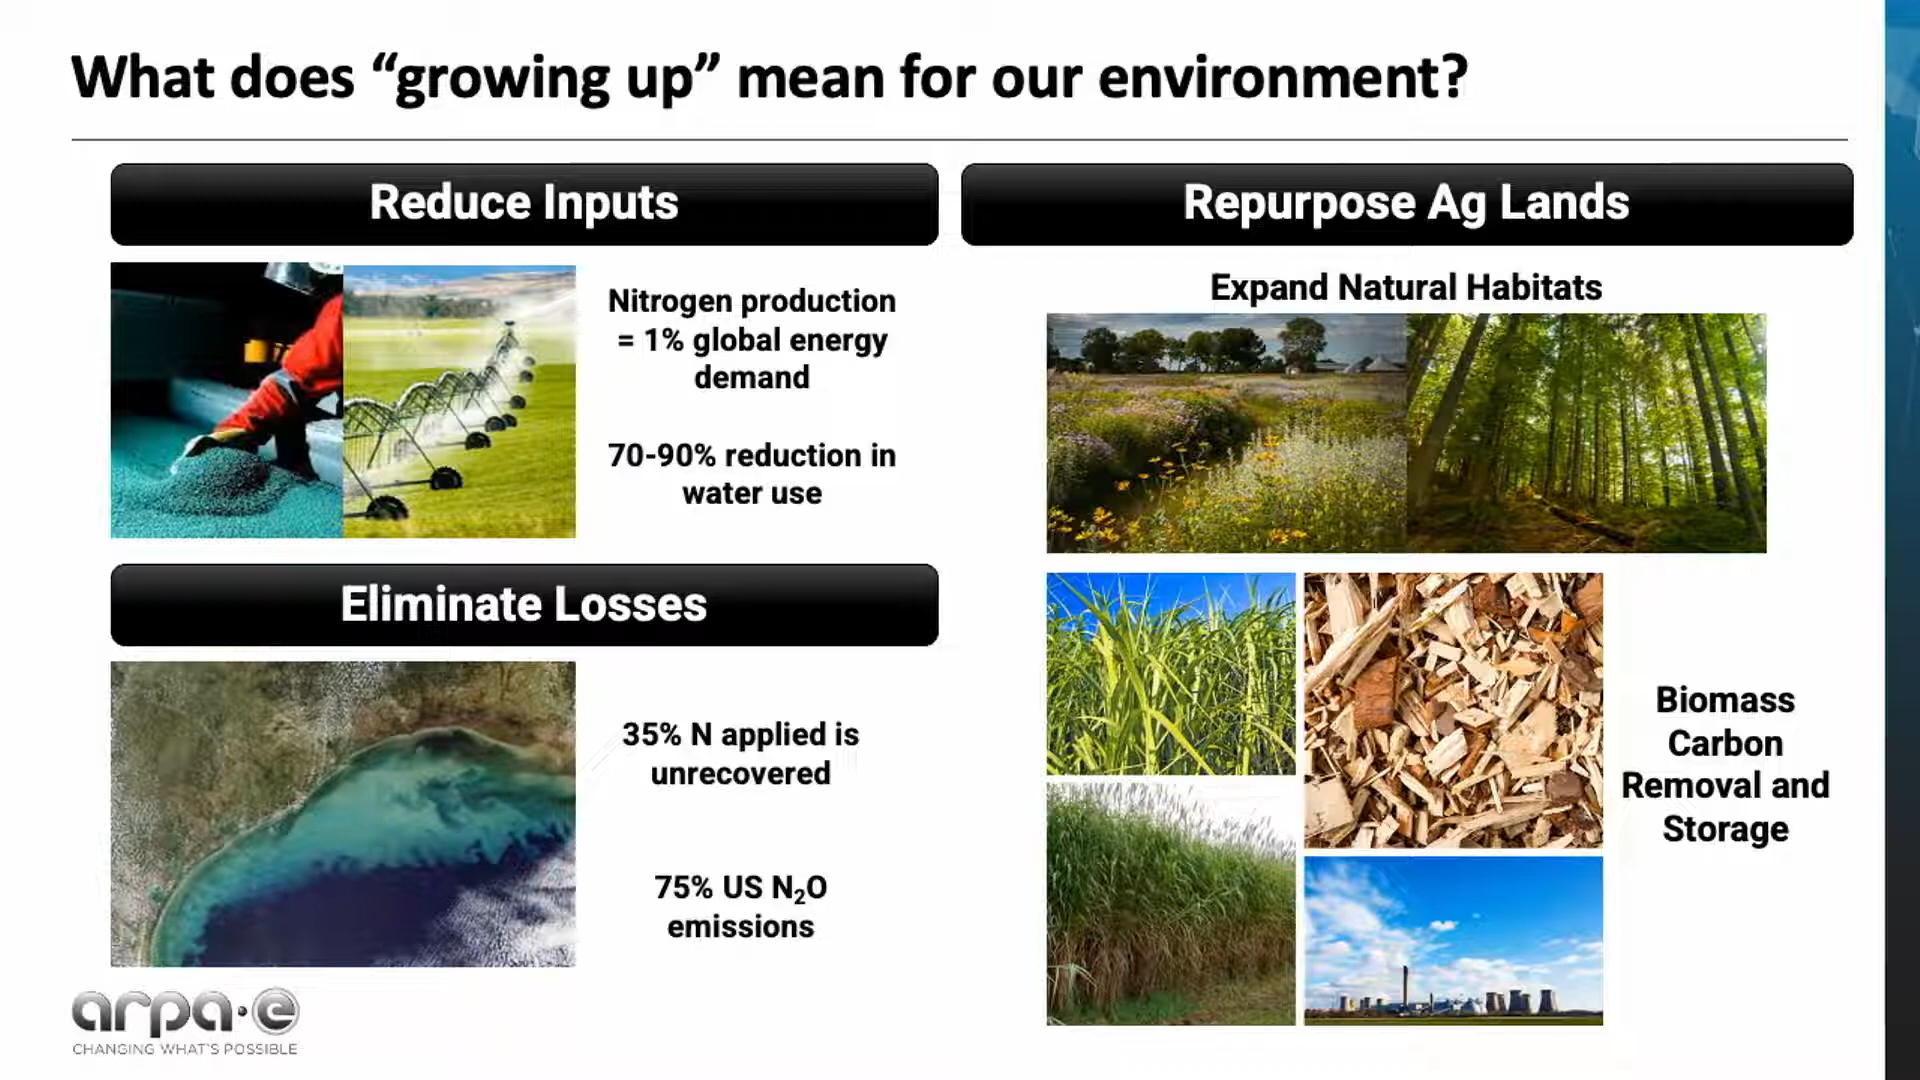 What does “growing up” mean for our environment?
Reduce Inputs
Nitrogen production
= 1% global energy
demand
70-90% reduction in
water use
Eliminate Losses
35% N applied is
unrecovered
75% US N₂O
emissions
Repurpose Ag Lands
Expand Natural Habitats
Biomass
Carbon
Removal and
Storage
arpa·e
CHANGING WHAT'S POSSIBLE